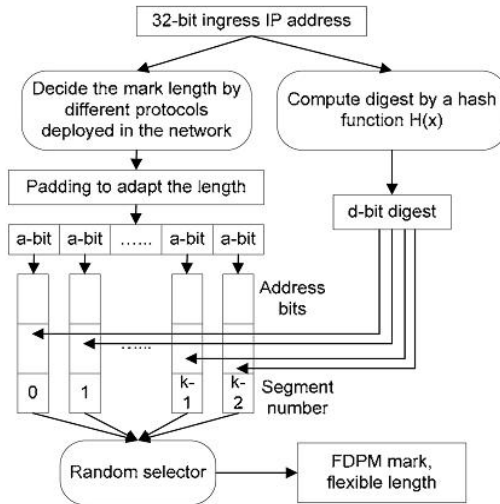 32-bit ingress IP address
Decide the mark length by
different protocols
deployed in the network
Compute digest by a hash
function H(x)
Padding to adapt the length
d-bit digest
a-bit a-bit ...... a-bit a-bit
Address
bits
......
0 1 k-1 k-2
Segment
number
Random selector
FDPM mark,
flexible length